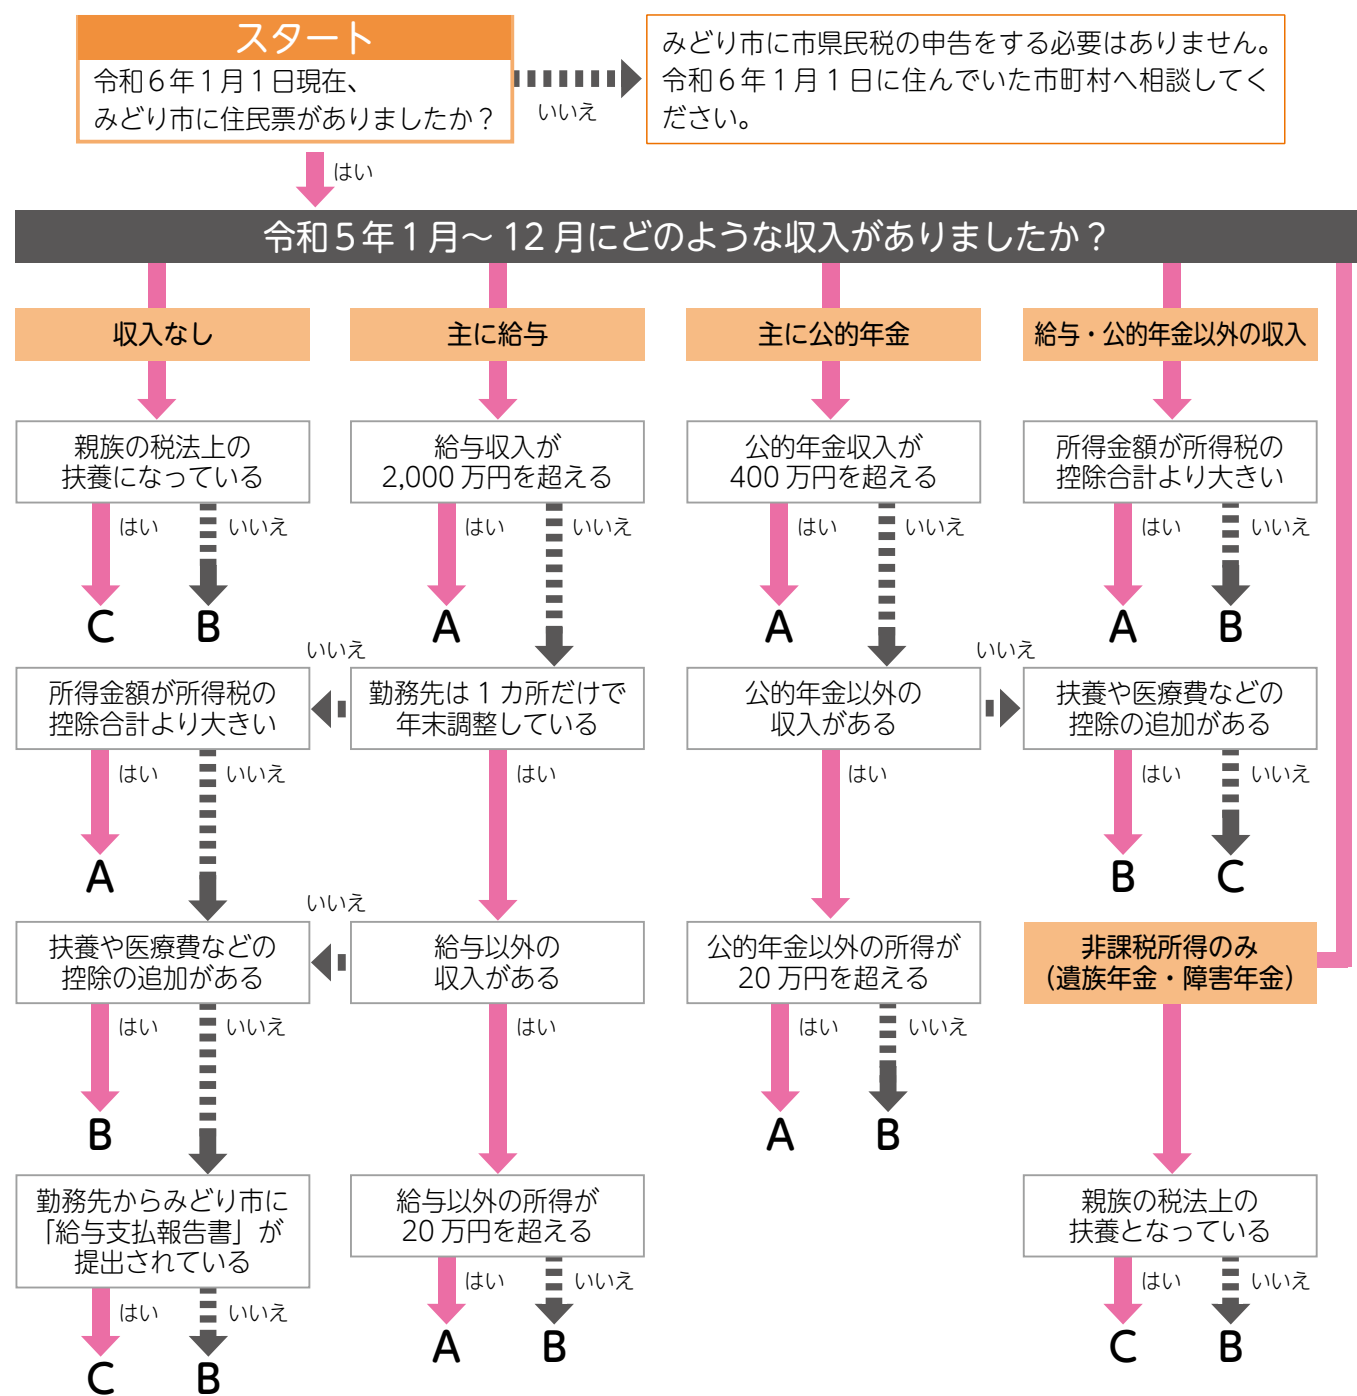 スタート
令和６年１月１日現在、
みどり市に住民票がありましたか？
いいえ
みどり市に市県民税の申告をする必要はありません。
令和６年１月１日に住んでいた市町村へ相談してく
ださい。
はい
令和５年１月～ 12 月にどのような収入がありましたか？
収入なし
主に給与
主に公的年金
給与・公的年金以外の収入
親族の税法上の
扶養になっている
給与収入が
2,000 万円を超える
公的年金収入が
400 万円を超える
所得金額が所得税の
控除合計より大きい
はい
いいえ
はい
いいえ
はい
いいえ
はい
いいえ
C
B
A
A
A
B
いいえ
いいえ
所得金額が所得税の
控除合計より大きい
勤務先は 1 カ所だけで
年末調整している
公的年金以外の
収入がある
扶養や医療費などの
控除の追加がある
はい
いいえ
はい
はい
はい
いいえ
A
B
C
いいえ
扶養や医療費などの
控除の追加がある
給与以外の
収入がある
公的年金以外の所得が
20 万円を超える
非課税所得のみ
（遺族年金・障害年金）
はい
いいえ
はい
はい
いいえ
B
A
B
勤務先からみどり市に
「給与支払報告書」が
提出されている
給与以外の所得が
20 万円を超える
親族の税法上の
扶養となっている
はい
いいえ
はい
いいえ
はい
いいえ
C
B
A
B
C
B